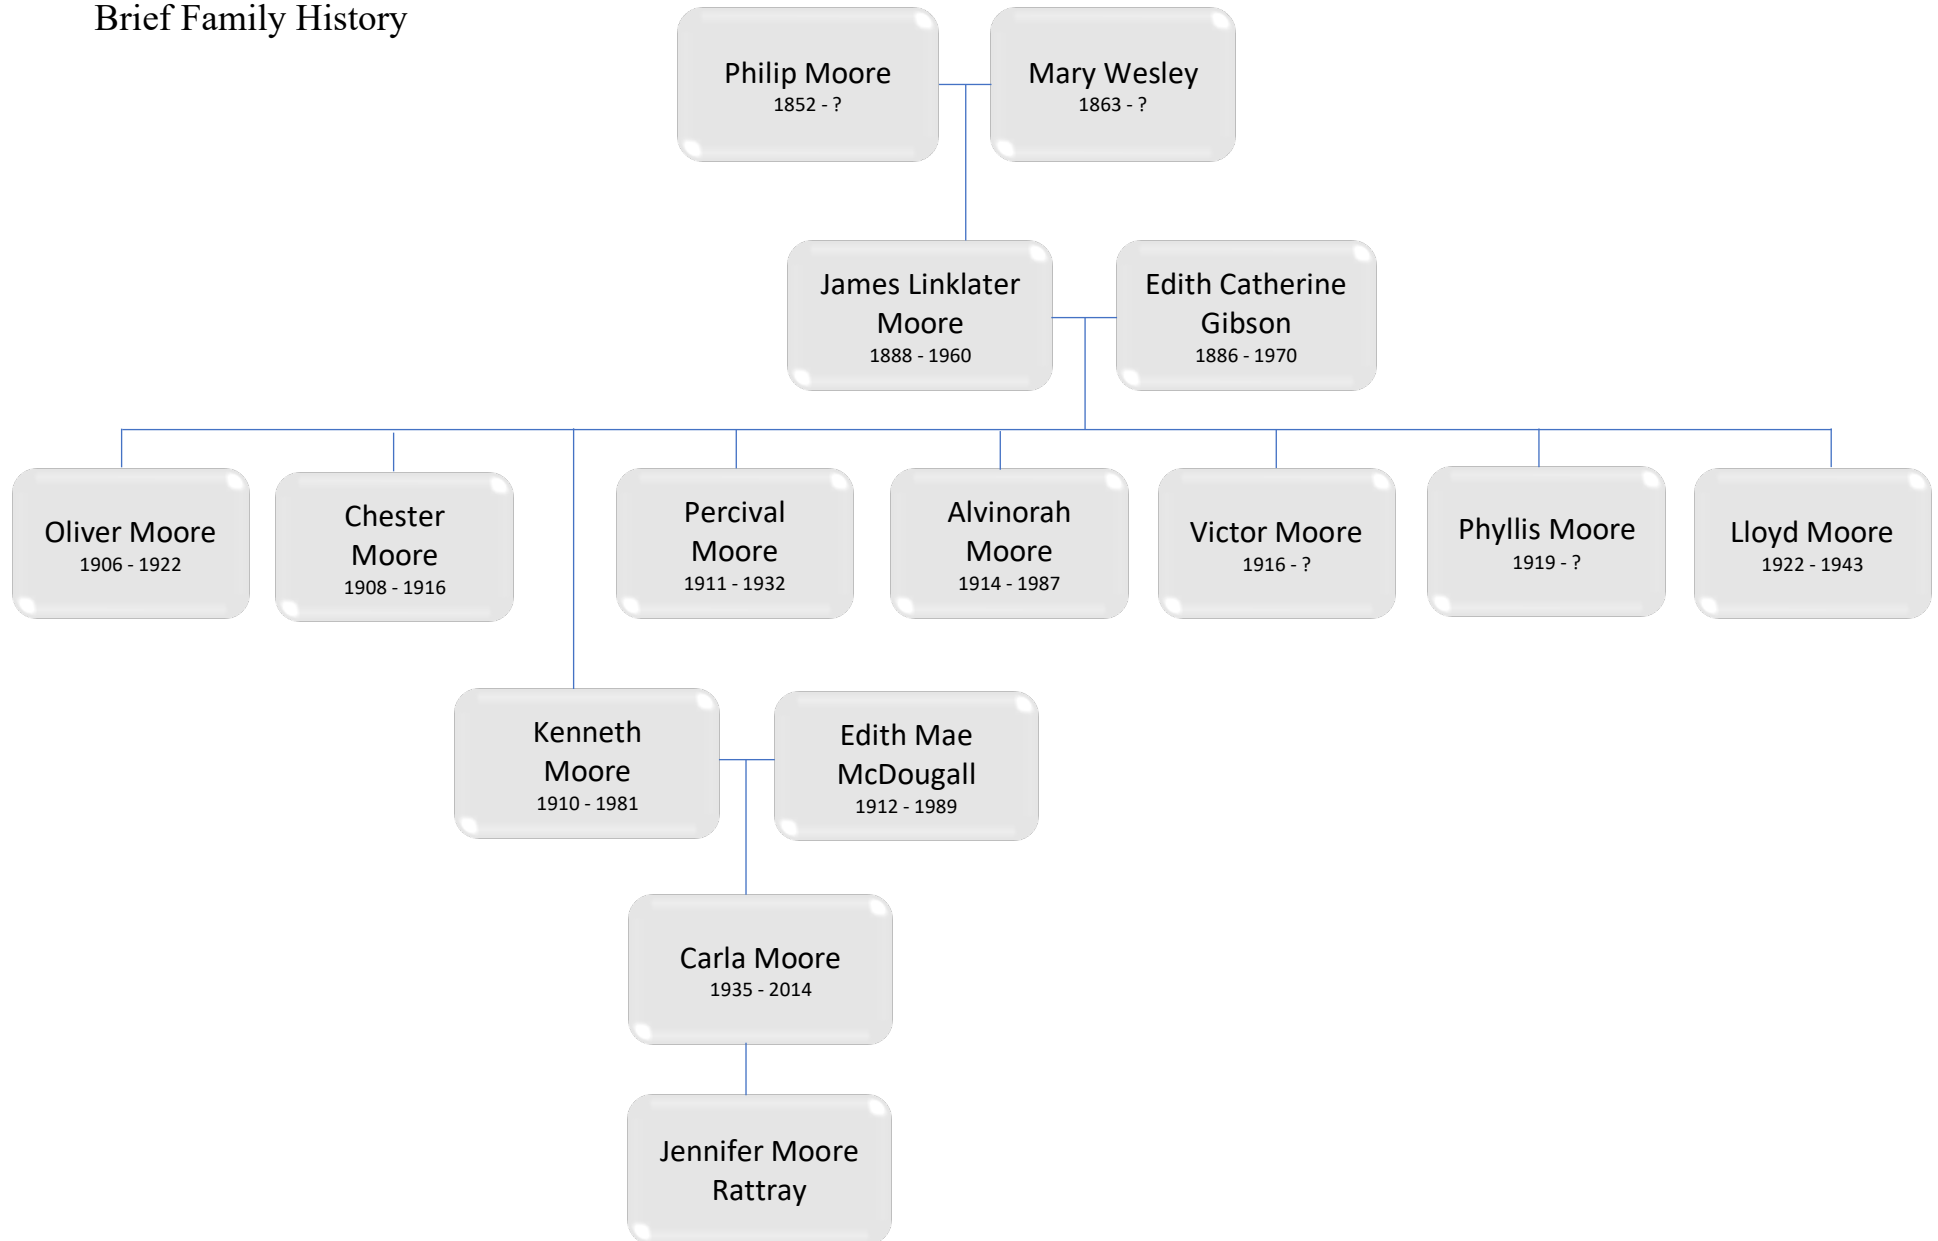 Brief Family History
Philip Moore
1852 - ?
Mary Wesley
1863 - ?
James Linklater
Moore
1888 - 1960
Edith Catherine
Gibson
1886 - 1970
Oliver Moore
1906 - 1922
Chester
Moore
1908 - 1916
Percival
Moore
1911 - 1932
Alvinorah
Moore
1914 - 1987
Victor Moore
1916 - ?
Phyllis Moore
1919 - ?
Lloyd Moore
1922 - 1943
Kenneth
Moore
1910 - 1981
Edith Mae
McDougall
1912 - 1989
Carla Moore
1935 - 2014
Jennifer Moore
Rattray